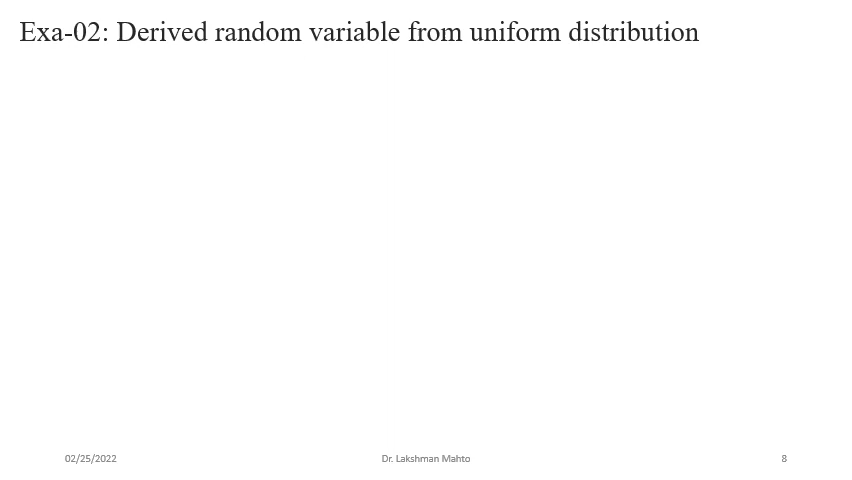 Exa-02: Derived random variable from uniform distribution
02/25/2022
Dr. Lakshman Mahto
8